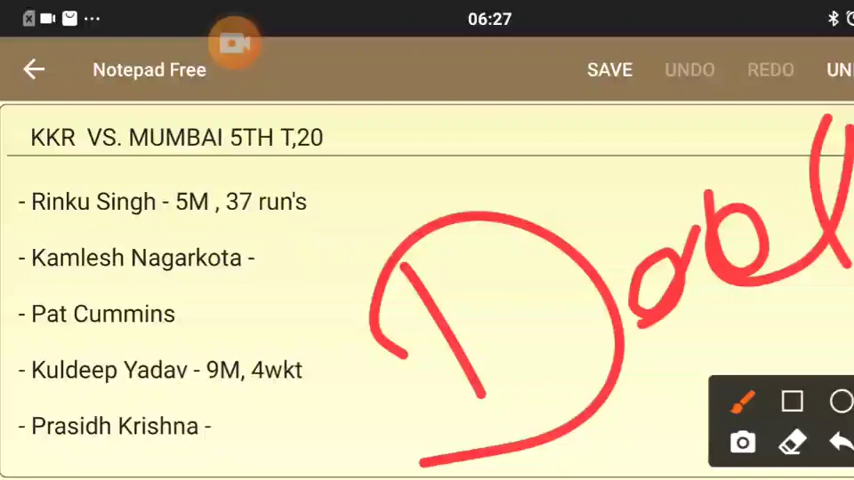 06:27
Notepad Free SAVE UNDO REDO UN
KKR VS. MUMBAI 5TH T,20
- Rinku Singh - 5M , 37 run's
- Kamlesh Nagarkota -
- Pat Cummins
- Kuldeep Yadav - 9M, 4wkt
- Prasidh Krishna -